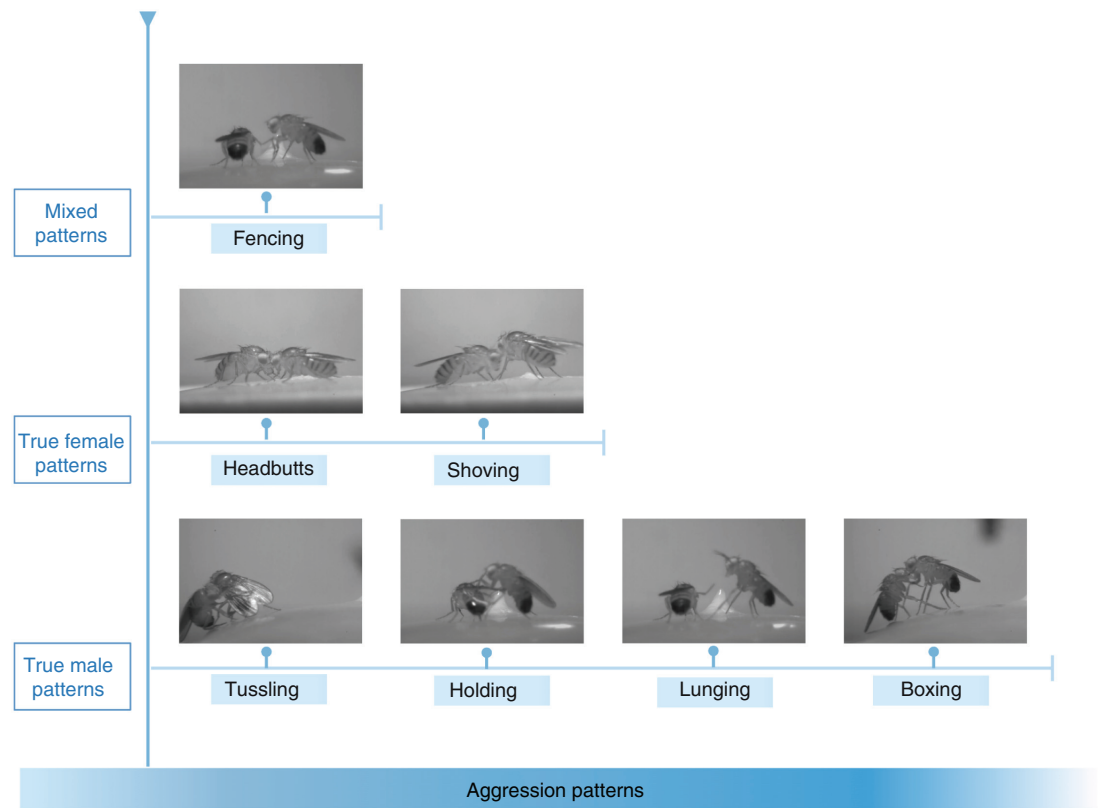 Mixed
patterns
Fencing
True female
patterns
Headbutts
Shoving
True male
patterns
Tussling
Holding
Lunging
Boxing
Aggression patterns